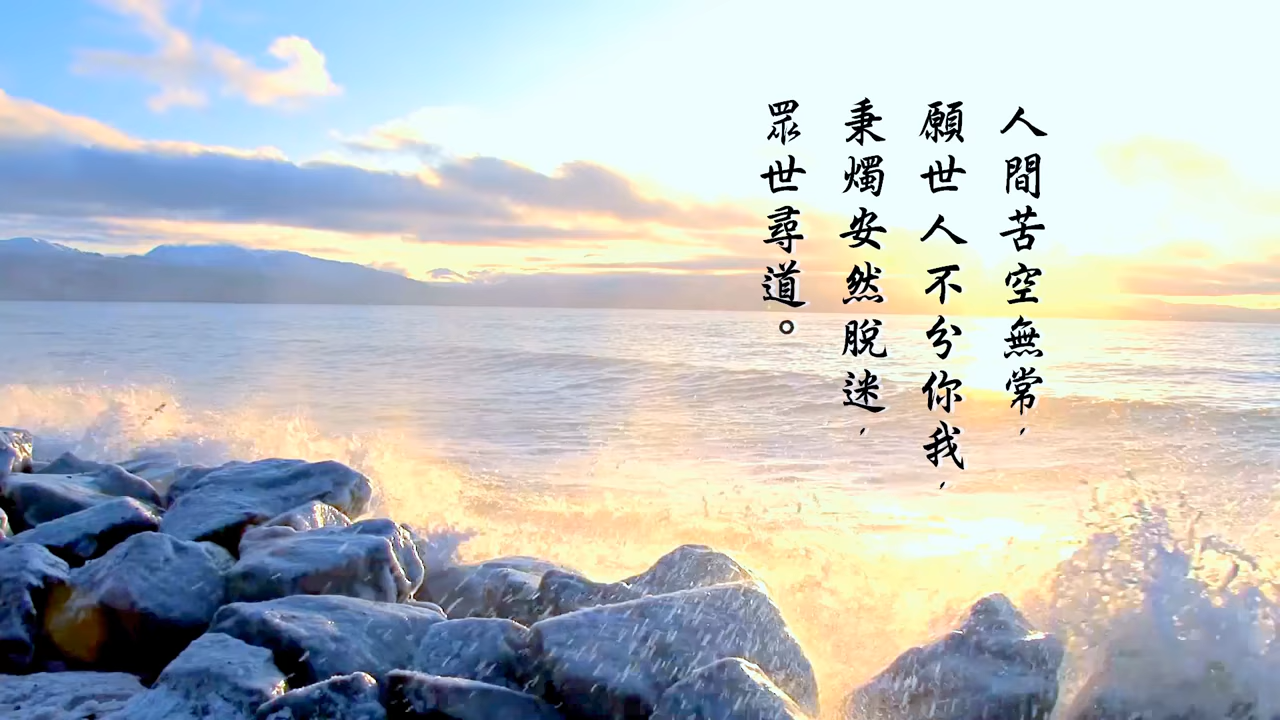 人間苦空無常，
願世人不分你我，
秉燭安然脫迷，
眾世尋道。